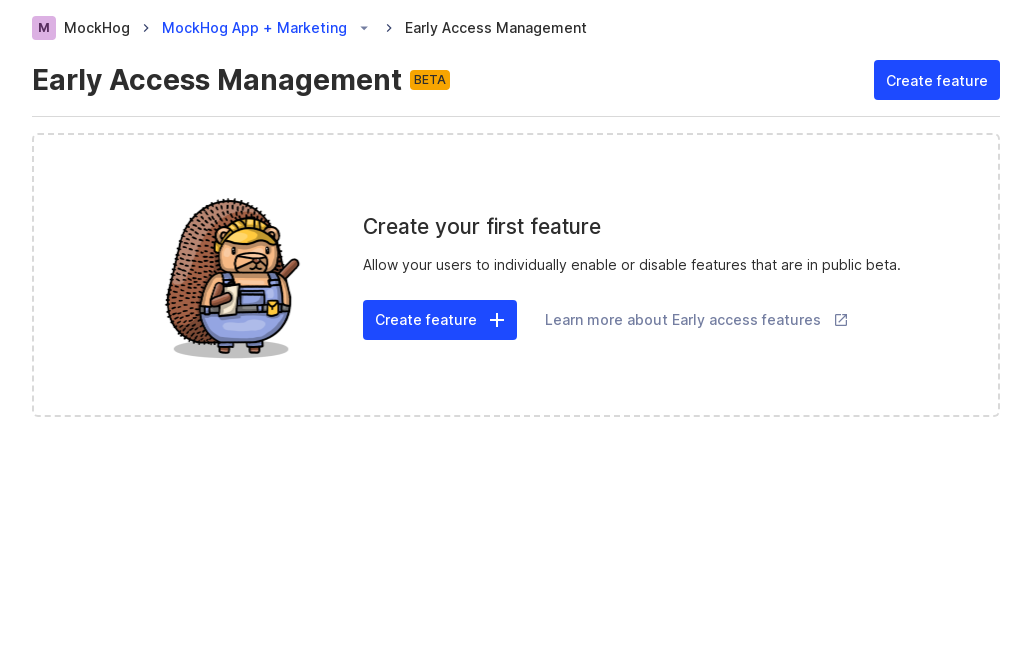 M MockHog MockHog App + Marketing Early Access Management
Early Access Management BETA
Create feature
Create your first feature
Allow your users to individually enable or disable features that are in public beta.
Create feature
Learn more about Early access features